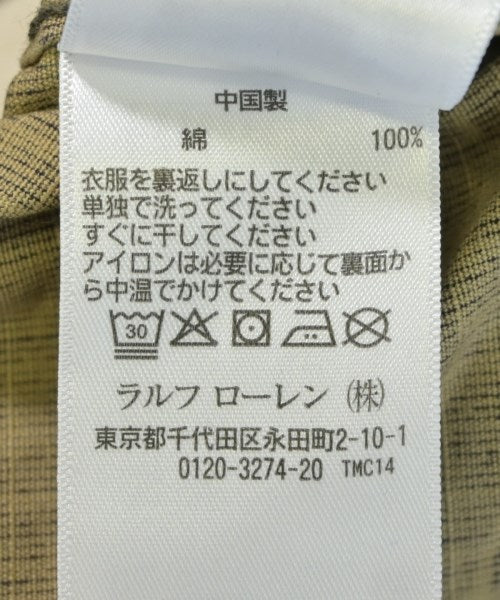 中国製
綿 100%
衣服を裏返しにしてください
単独で洗ってください
すぐに干してください
アイロンは必要に応じて裏面か
ら中温でかけてください
30
ラルフ ローレン (株)
東京都千代田区永田町2-10-1
0120-3274-20 TMC14